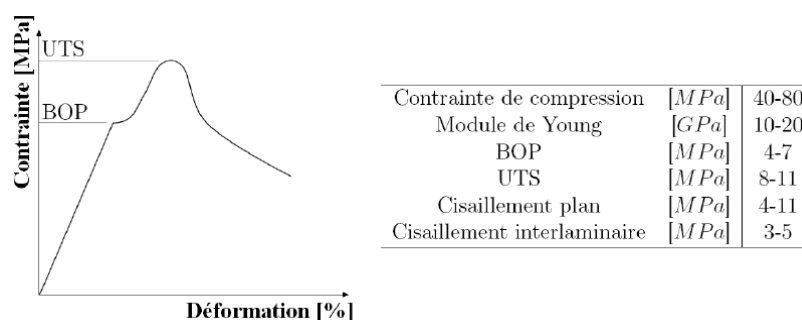 Contrainte [MPa]
UTS
BOP
Déformation [%]
Contrainte de compression [MPa] 40-80
Module de Young [GPa] 10-20
BOP [MPa] 4-7
UTS [MPa] 8-11
Cisaillement plan [MPa] 4-11
Cisaillement interlaminaire [MPa] 3-5